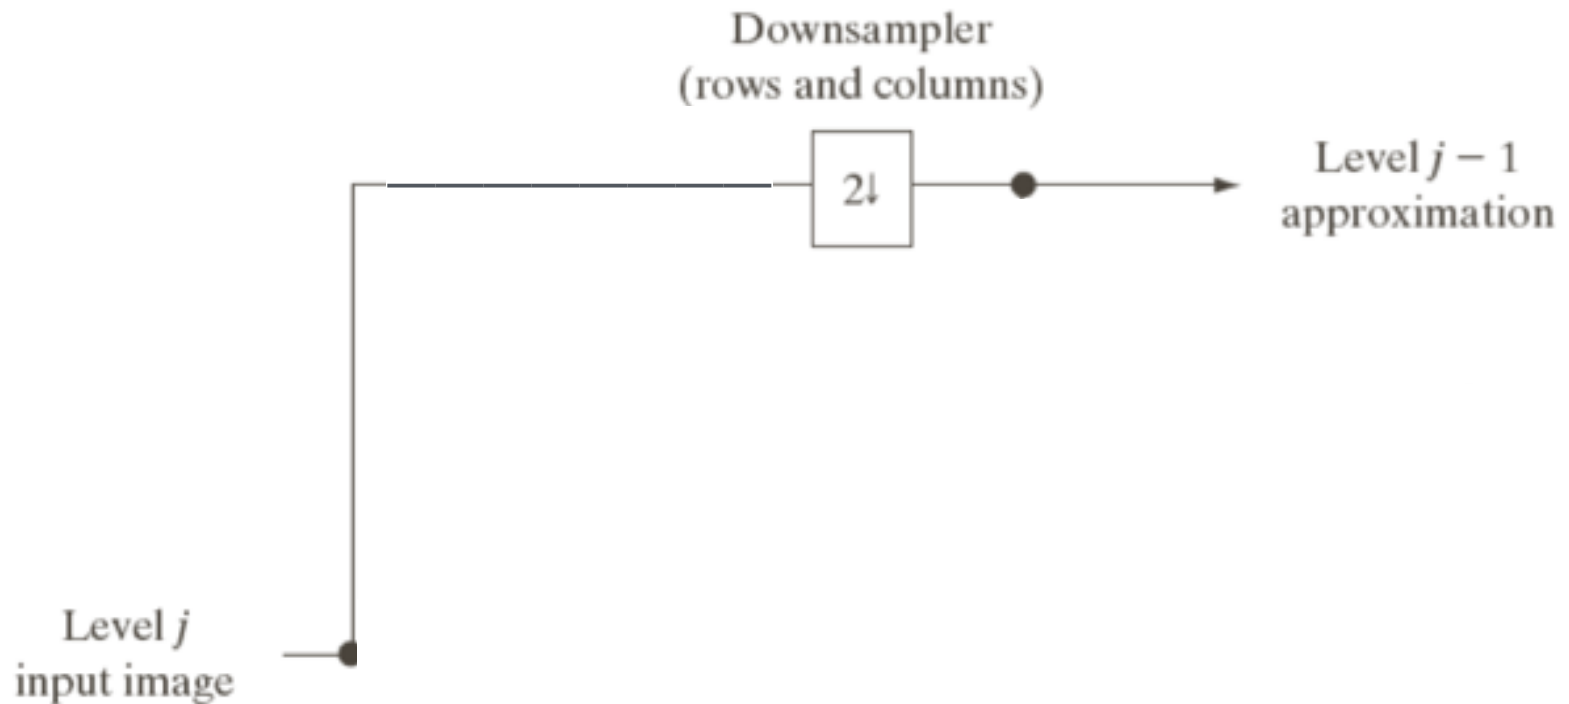 Downsampler
(rows and columns)
2↓
Level j − 1
approximation
Level j
input image